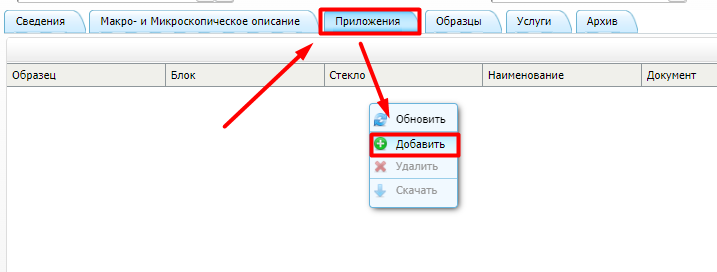 Сведения Макро- и Микроскопическое описание Приложения Образцы Услуги Архив
Образец Блок Стекло Наименование Документ
Обновить
Добавить
Удалить
Скачать